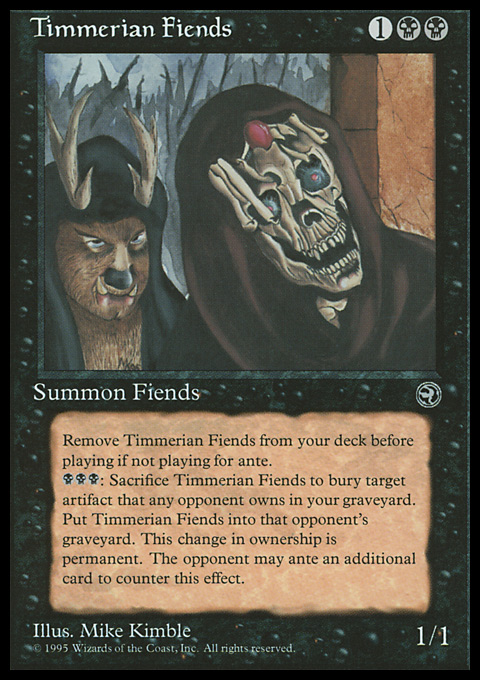 Timmerian Fiends 1
Summon Fiends
Remove Timmerian Fiends from your deck before
playing if not playing for ante.
: Sacrifice Timmerian Fiends to bury target
artifact that any opponent owns in your graveyard.
Put Timmerian Fiends into that opponent's
graveyard. This change in ownership is
permanent. The opponent may ante an additional
card to counter this effect.
Illus. Mike Kimble
© 1995 Wizards of the Coast, Inc. All rights reserved.
1/1